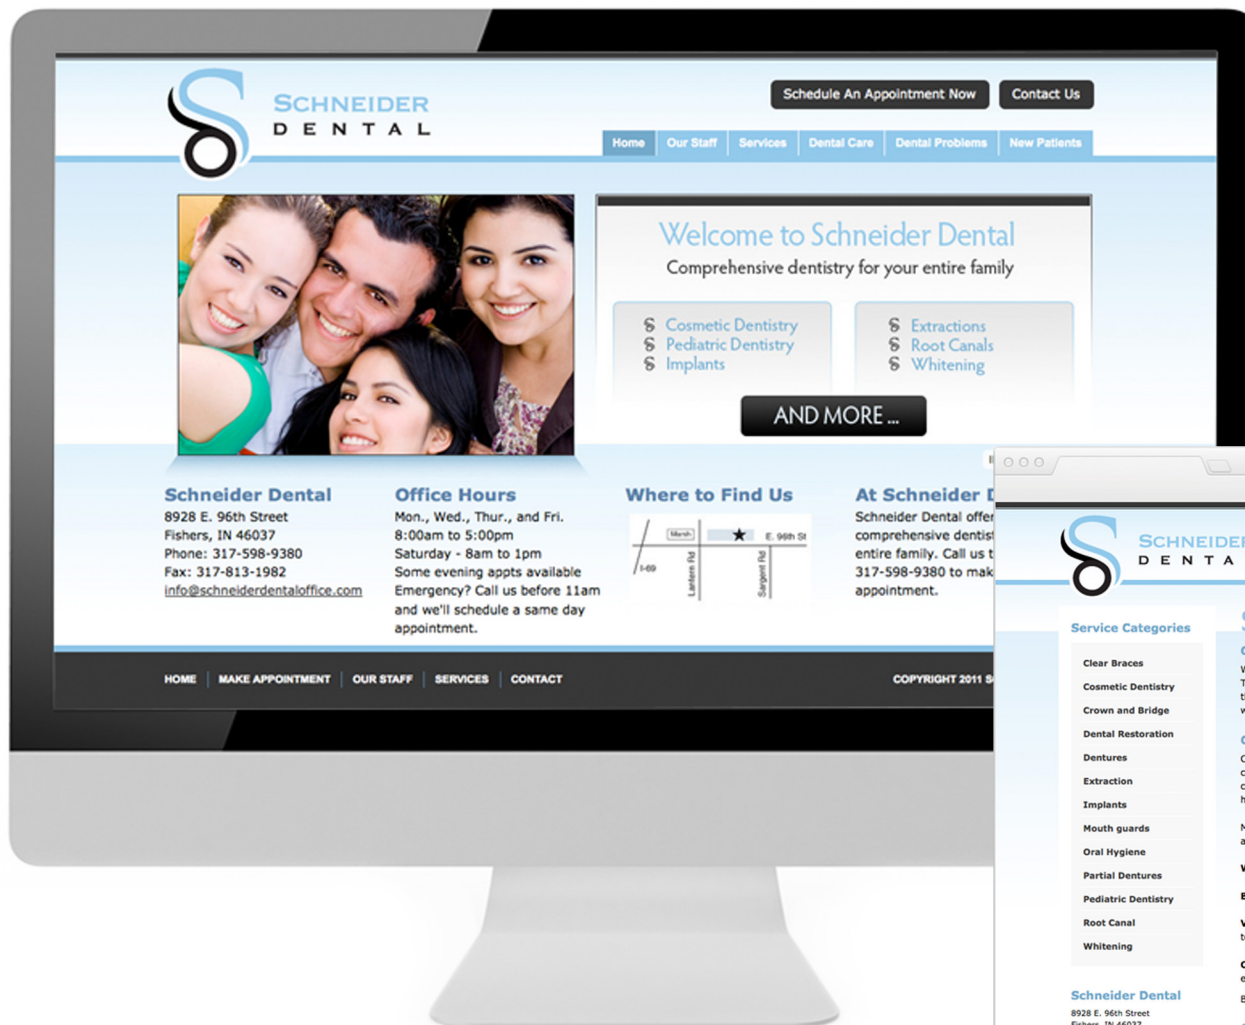 SCHNEIDER
DENTAL
Schedule An Appointment Now
Contact Us
Home
Our Staff
Services
Dental Care
Dental Problems
New Patients
Welcome to Schneider Dental
Comprehensive dentistry for your entire family
Cosmetic Dentistry
Pediatric Dentistry
Implants
Extractions
Root Canals
Whitening
AND MORE ...
Schneider Dental
8928 E. 96th Street
Fishers, IN 46037
Phone: 317-598-9380
Fax: 317-813-1982
info@schneiderdentaloffice.com
Office Hours
Mon., Wed., Thur., and Fri.
8:00am to 5:00pm
Saturday - 8am to 1pm
Some evening appts available
Emergency? Call us before 11am
and we'll schedule a same day
appointment.
Where to Find Us
Marsh
E. 96th St
I-69
Lantern Rd
Sargent Rd
At Schneider
Schneider Dental
comprehensive
entire family. Call us
317-598-9380 to
appointment.
HOME
MAKE APPOINTMENT
OUR STAFF
SERVICES
CONTACT
COPYRIGHT 2011
SCHNEIDER
DENTA
Service Categories
Clear Braces
Cosmetic Dentistry
Crown and Bridge
Dental Restoration
Dentures
Extraction
Implants
Mouth guards
Oral Hygiene
Partial Dentures
Pediatric Dentistry
Root Canal
Whitening
Schneider Dental
8928 E. 96th Street
Fishers, IN 46037